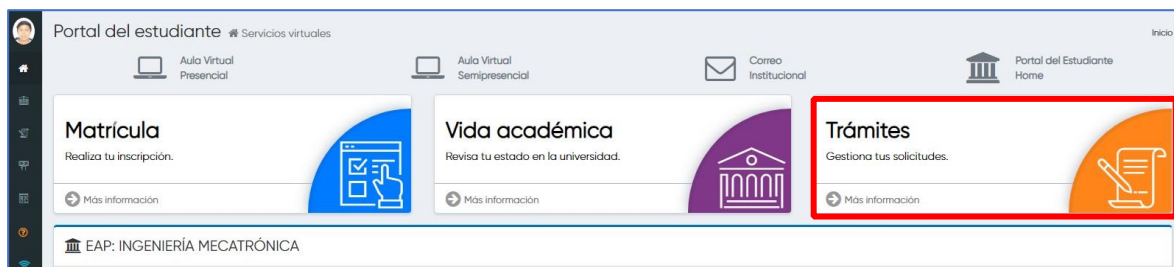 Portal del estudiante Servicios virtuales
Inicio
Aula Virtual
Presencial
Aula Virtual
Semipresencial
Correo
Institucional
Portal del Estudiante
Home
Matrícula
Realiza tu inscripción.
Más información
Vida académica
Revisa tu estado en la universidad.
Más información
Trámites
Gestiona tus solicitudes.
Más información
EAP: INGENIERÍA MECATRÓNICA